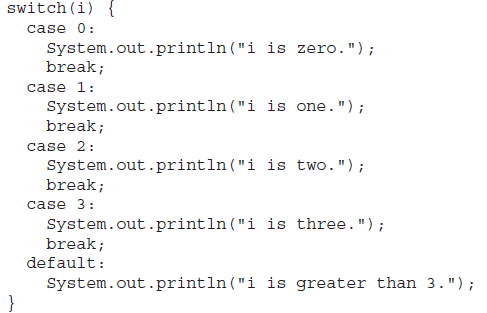 switch(i) {
  case 0:
    System.out.println("i is zero.");
    break;
  case 1:
    System.out.println("i is one.");
    break;
  case 2:
    System.out.println("i is two.");
    break;
  case 3:
    System.out.println("i is three.");
    break;
  default:
    System.out.println("i is greater than 3.");
}